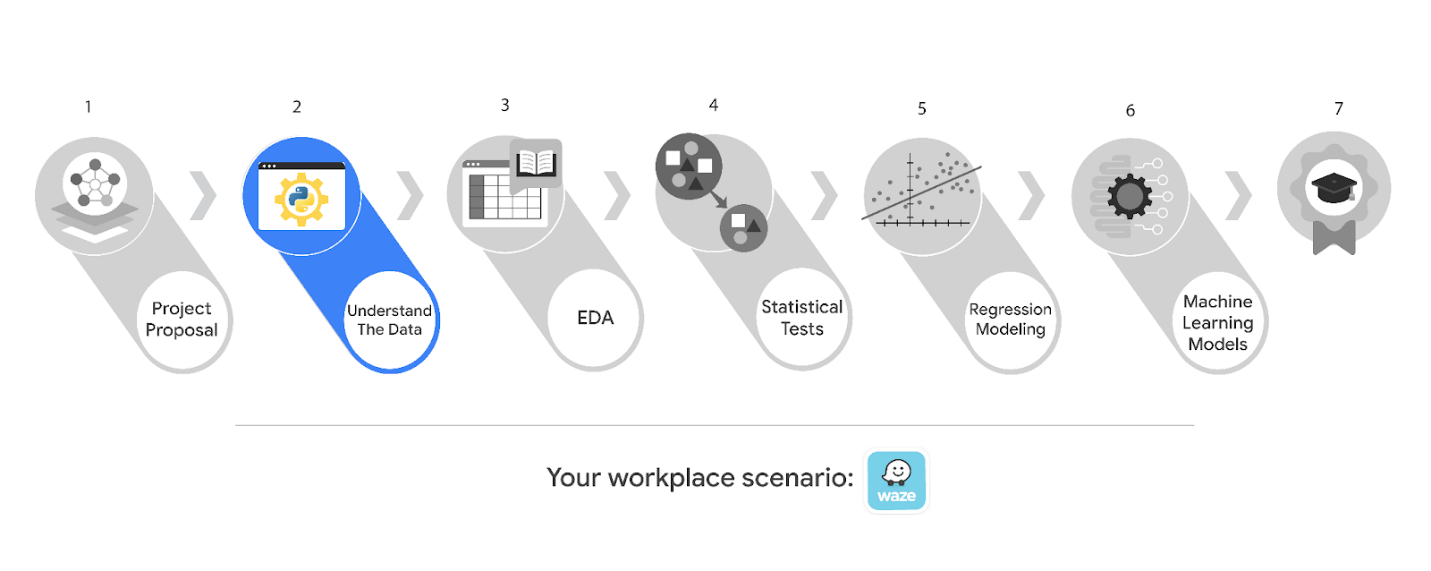 1
2
3
4
5
6
7
Project
Proposal
Understand
The Data
EDA
Statistical
Tests
Regression
Modeling
Machine
Learning
Models
Your workplace scenario:
waze